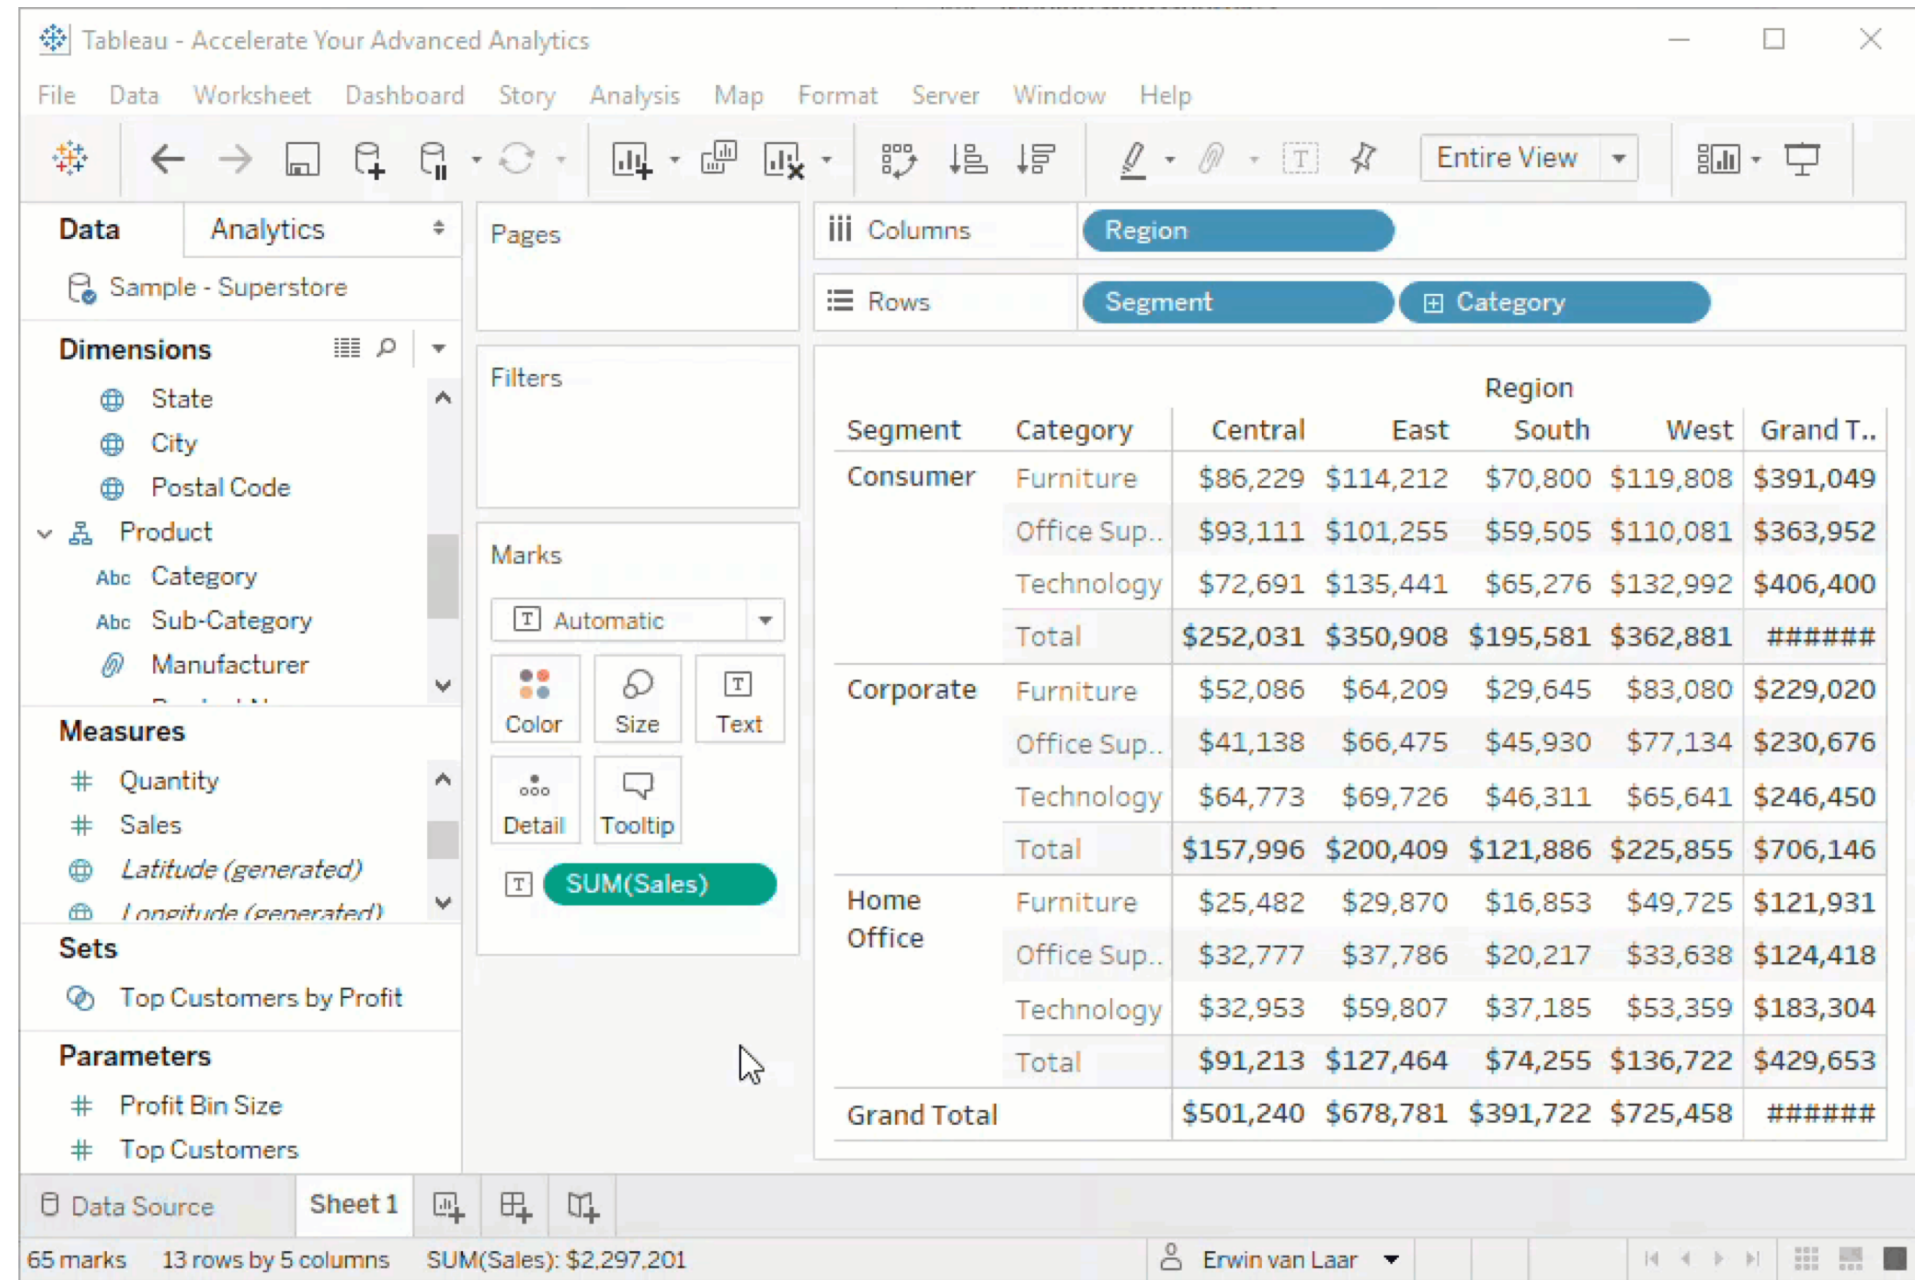 Tableau - Accelerate Your Advanced Analytics
File Data Worksheet Dashboard Story Analysis Map Format Server Window Help
Entire View
Data Analytics
Sample - Superstore
Dimensions
State
City
Postal Code
Product
Abc Category
Abc Sub-Category
Manufacturer
Measures
Quantity
Sales
Latitude (generated)
Longitude (generated)
Sets
Top Customers by Profit
Parameters
Profit Bin Size
Top Customers
Pages
Filters
Marks
T Automatic
Color Size T Text
Detail Tooltip
T SUM(Sales)
Columns Region
Rows Segment Category
Region
Segment Category Central East South West Grand T..
Consumer Furniture $86,229 $114,212 $70,800 $119,808 $391,049
Office Sup.. $93,111 $101,255 $59,505 $110,081 $363,952
Technology $72,691 $135,441 $65,276 $132,992 $406,400
Total $252,031 $350,908 $195,581 $362,881 ######
Corporate Furniture $52,086 $64,209 $29,645 $83,080 $229,020
Office Sup.. $41,138 $66,475 $45,930 $77,134 $230,676
Technology $64,773 $69,726 $46,311 $65,641 $246,450
Total $157,996 $200,409 $121,886 $225,855 $706,146
Home Office Furniture $25,482 $29,870 $16,853 $49,725 $121,931
Office Sup.. $32,777 $37,786 $20,217 $33,638 $124,418
Technology $32,953 $59,807 $37,185 $53,359 $183,304
Total $91,213 $127,464 $74,255 $136,722 $429,653
Grand Total $501,240 $678,781 $391,722 $725,458 ######
Data Source Sheet 1
65 marks 13 rows by 5 columns SUM(Sales): $2,297,201 Erwin van Laar